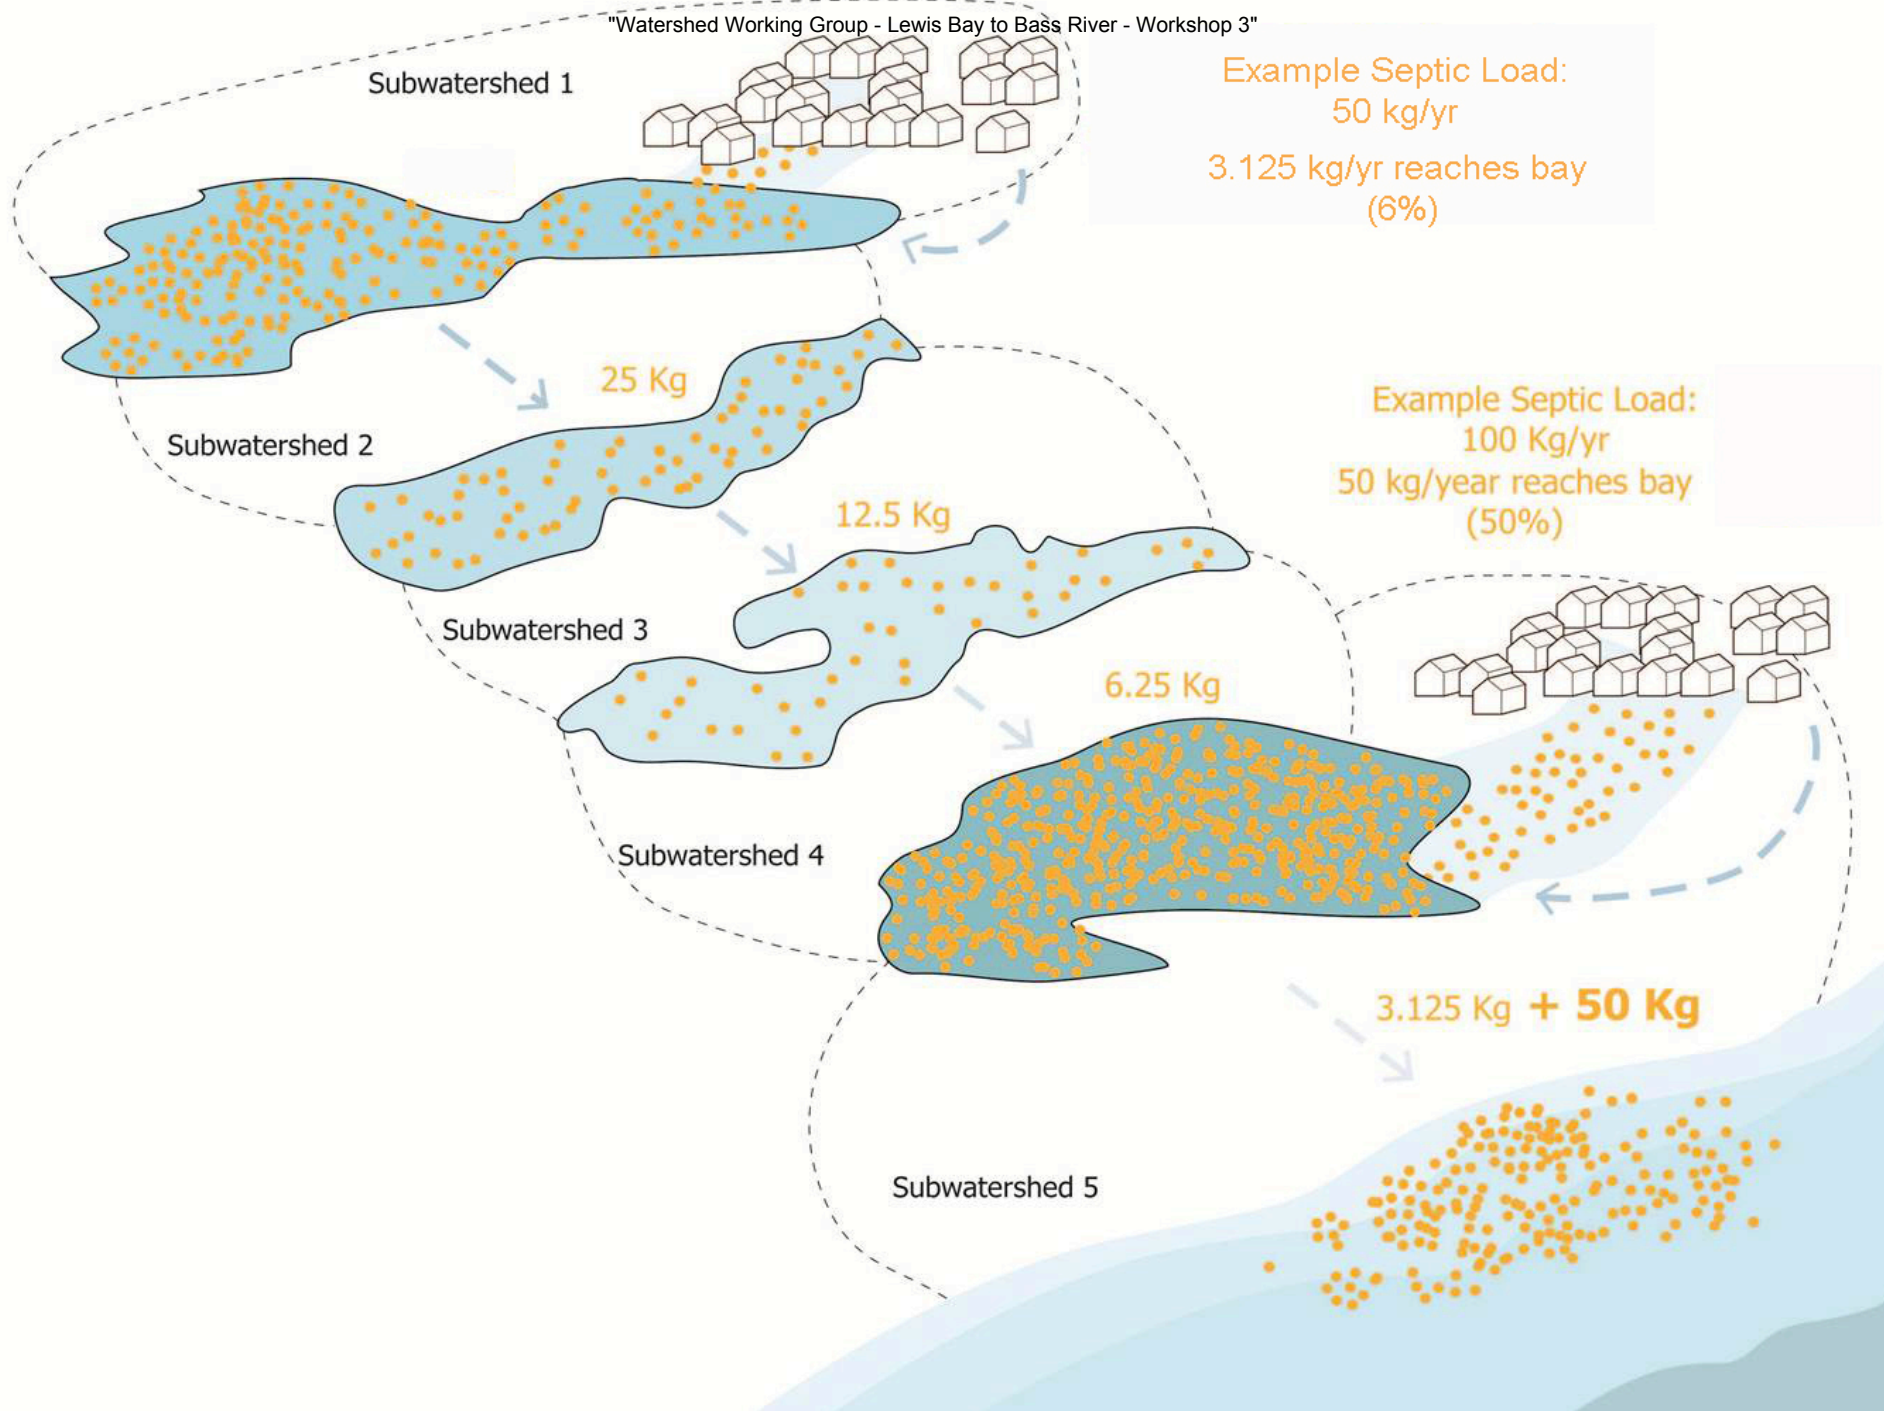 "Watershed Working Group - Lewis Bay to Bass River - Workshop 3"
Subwatershed 1
Example Septic Load:
50 kg/yr
3.125 kg/yr reaches bay
(6%)
25 Kg
Subwatershed 2
Example Septic Load:
100 Kg/yr
50 kg/year reaches bay
(50%)
12.5 Kg
Subwatershed 3
6.25 Kg
Subwatershed 4
3.125 Kg + 50 Kg
Subwatershed 5